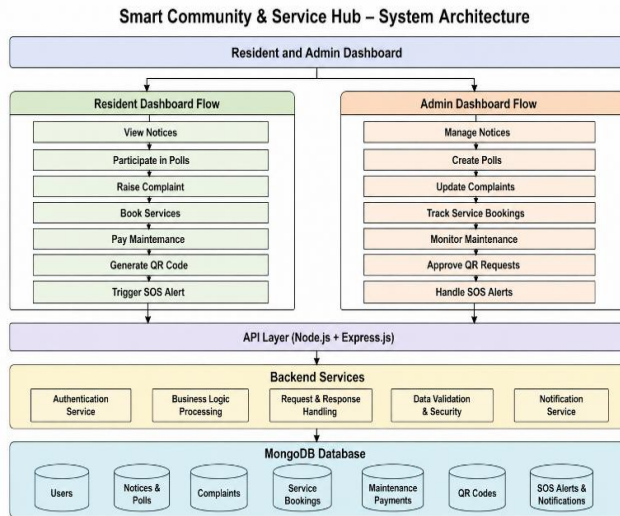 Smart Community & Service Hub – System Architecture
Resident and Admin Dashboard
Resident Dashboard Flow
View Notices
Participate in Polls
Raise Complaint
Book Services
Pay Maintenance
Generate QR Code
Trigger SOS Alert
Admin Dashboard Flow
Manage Notices
Create Polls
Update Complaints
Track Service Bookings
Monitor Maintenance
Approve QR Requests
Handle SOS Alerts
API Layer (Node.js + Express.js)
Backend Services
Authentication
Service
Business Logic
Processing
Request & Response
Handling
Data Validation
& Security
Notification
Service
MongoDB Database
Users
Notices &
Polls
Complaints
Service
Bookings
Maintenance
Payments
QR Codes
SOS Alerts &
Notifications